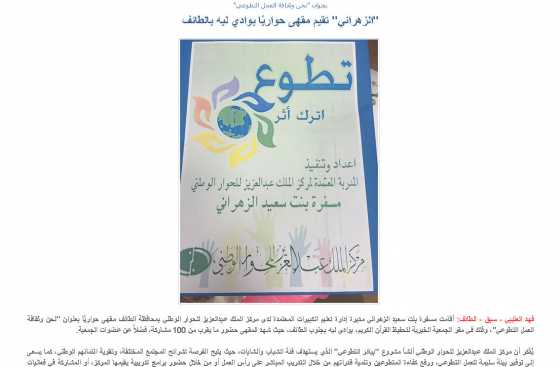 بعنوان "نحن وثقافة العمل التطوعي"
"الزهراني" تقيم مقهى حواريًا بوادي ليه بالطائف
تطوع
اترك أثر
اعداد وتنفيذ
المدربة المعتمدة لمركز الملك عبدالعزيز للحوار الوطني
مسفرة بنت سعيد الزهراني
مركز الملك عبدالعزيز للحوار الوطني
فهد العتيبي - سبق - الطائف: أقامت مسفرة بنت سعيد الزهراني مديرة إدارة تعليم الكبيرات المعتمدة لدى مركز الملك عبدالعزيز للحوار الوطني بمحافظة الطائف مقهى حواريًا بعنوان "نحن وثقافة
العمل التطوعي"، وذلك في مقر الجمعية الخيرية لتحفيظ القرآن الكريم، بوادي ليه بجنوب الطائف، حيث شهد المقهى حضور ما يقرب من 100 مشاركة، فضلاً عن عضوات الجمعية.
يُذكر أن مركز الملك عبدالعزيز للحوار الوطني أنشأ مشروع "بيادر التطوعي" الذي يستهدف فئة الشباب والشابات، حيث يتيح الفرصة لشرائح المجتمع المختلفة، وتقوية انتمائهم الوطني، كما يسعى
إلى توفير بيئة سليمة للعمل التطوعي، ورفع كفاءة المتطوعين وتنمية قدراتهم من خلال التدريب المباشر على رأس العمل أو من خلال حضور برامج تدريبية يقيمها المركز، أو المشاركة في فعاليات